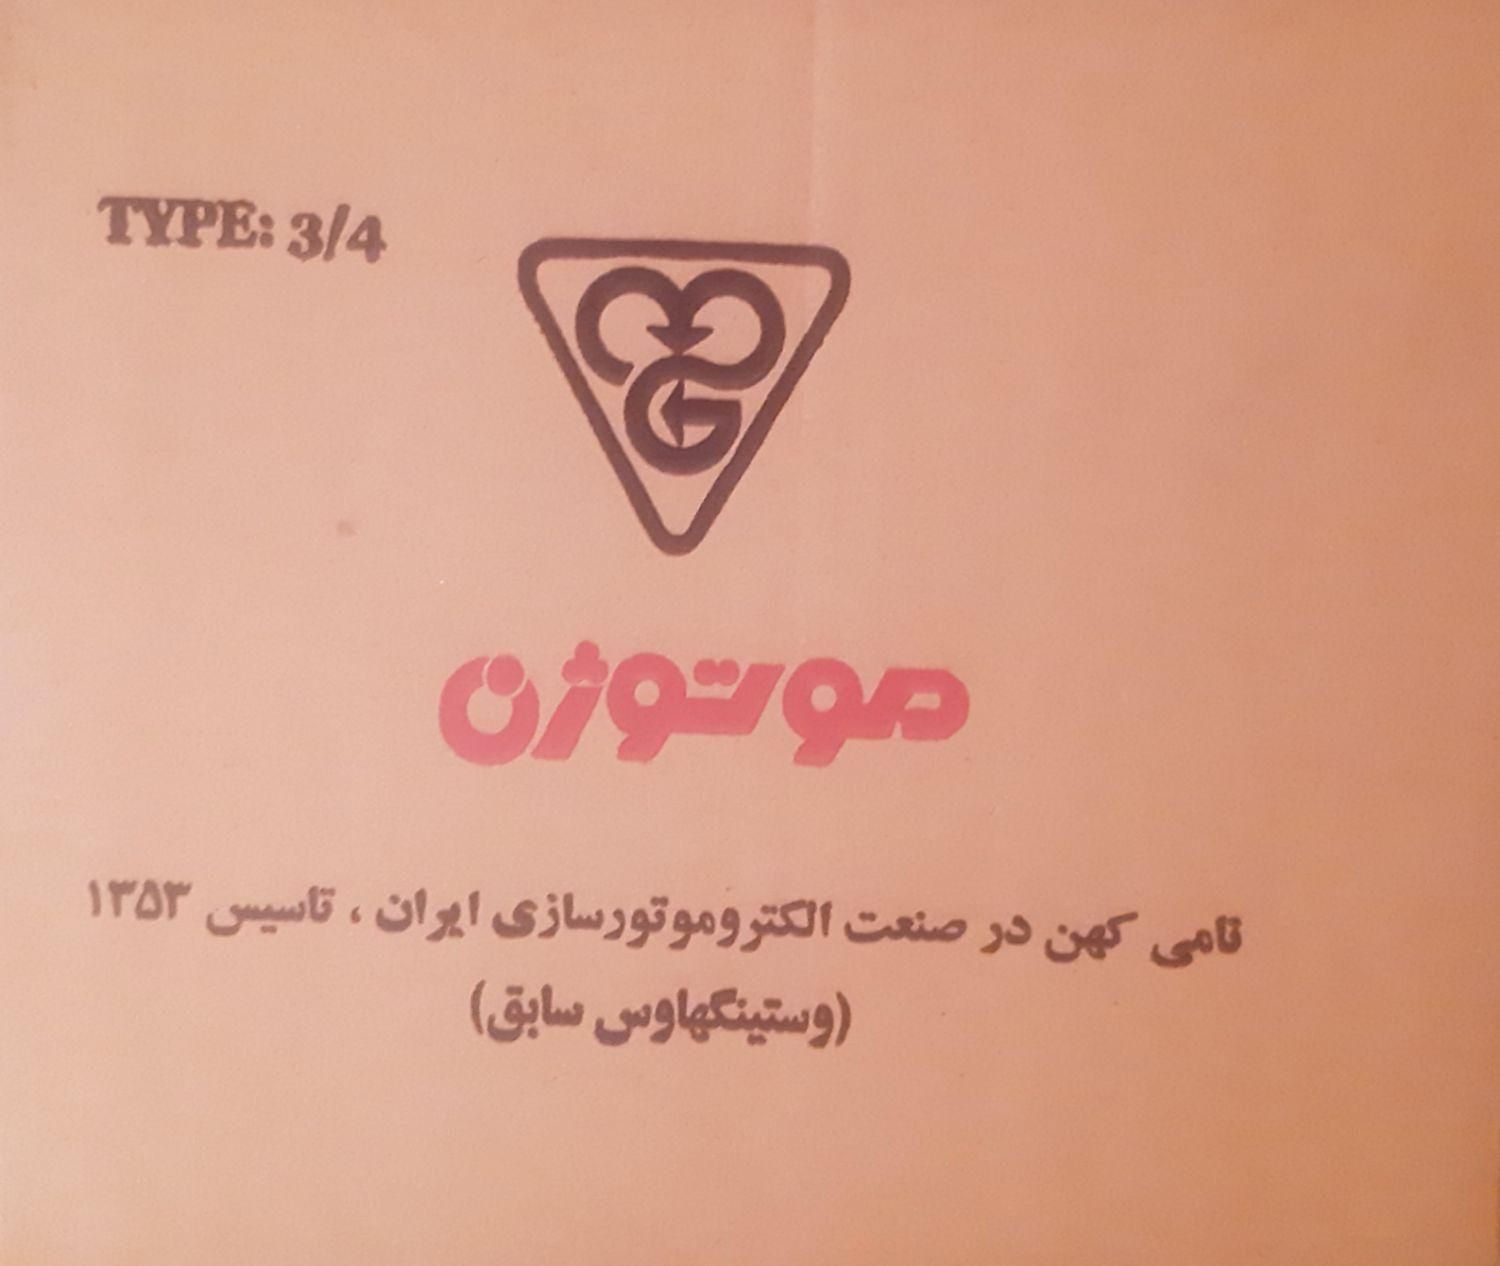 TYPE: 3/4
موتوژن
نامی کهن در صنعت الکتروموتورسازی ایران ، تاسیس ۱۳۵۳
(وستینگهاوس سابق)